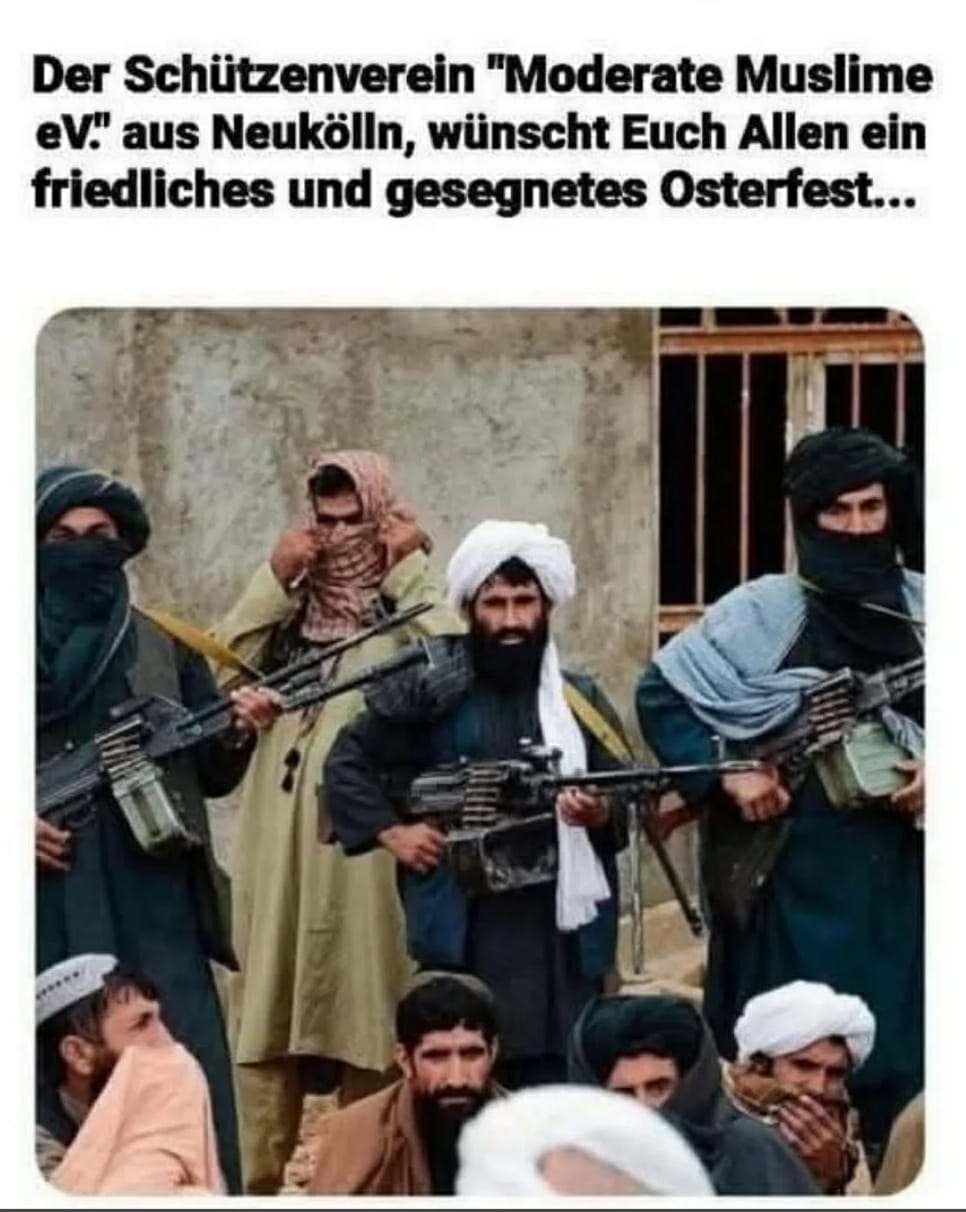 Der Schützenverein "Moderate Muslime
eV." aus Neukölln, wünscht Euch Allen ein
friedliches und gesegnetes Osterfest...